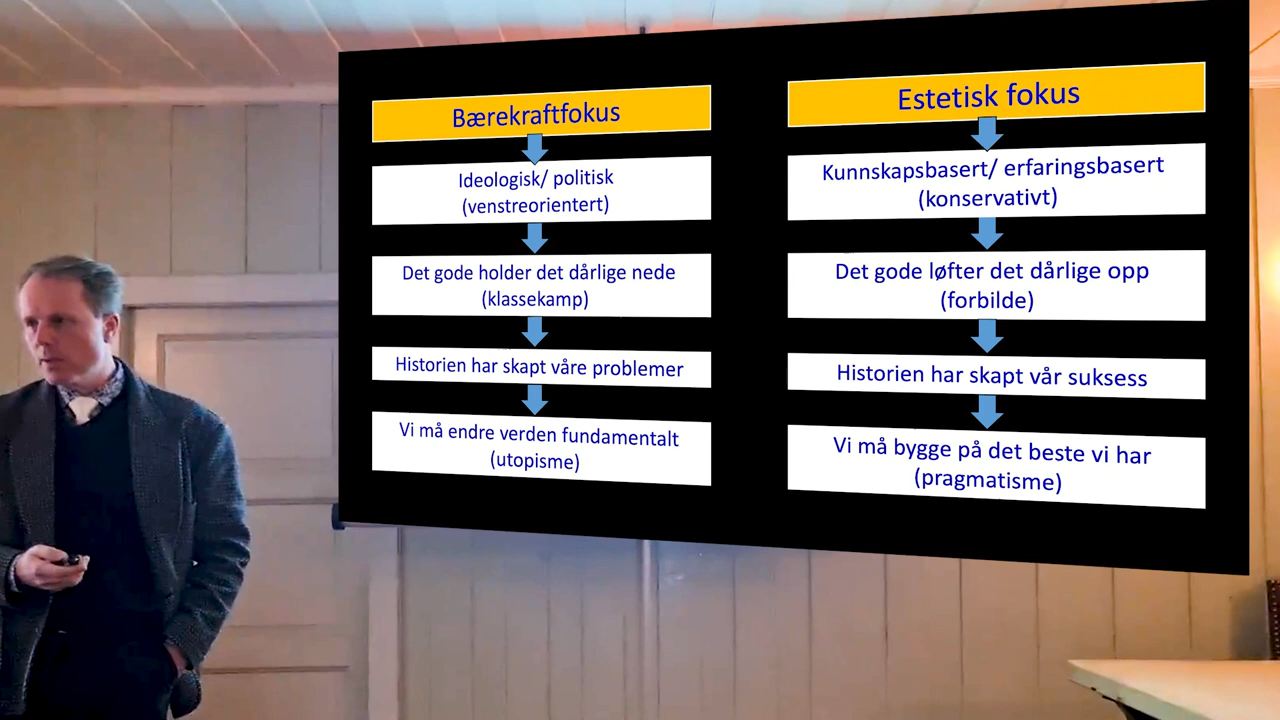 Bærekraftfokus
Ideologisk/ politisk
(venstreorientert)
Det gode holder det dårlige nede
(klassekamp)
Historien har skapt våre problemer
Vi må endre verden fundamentalt
(utopisme)
Estetisk fokus
Kunnskapsbasert/ erfaringsbasert
(konservativt)
Det gode løfter det dårlige opp
(forbilde)
Historien har skapt vår suksess
Vi må bygge på det beste vi har
(pragmatisme)